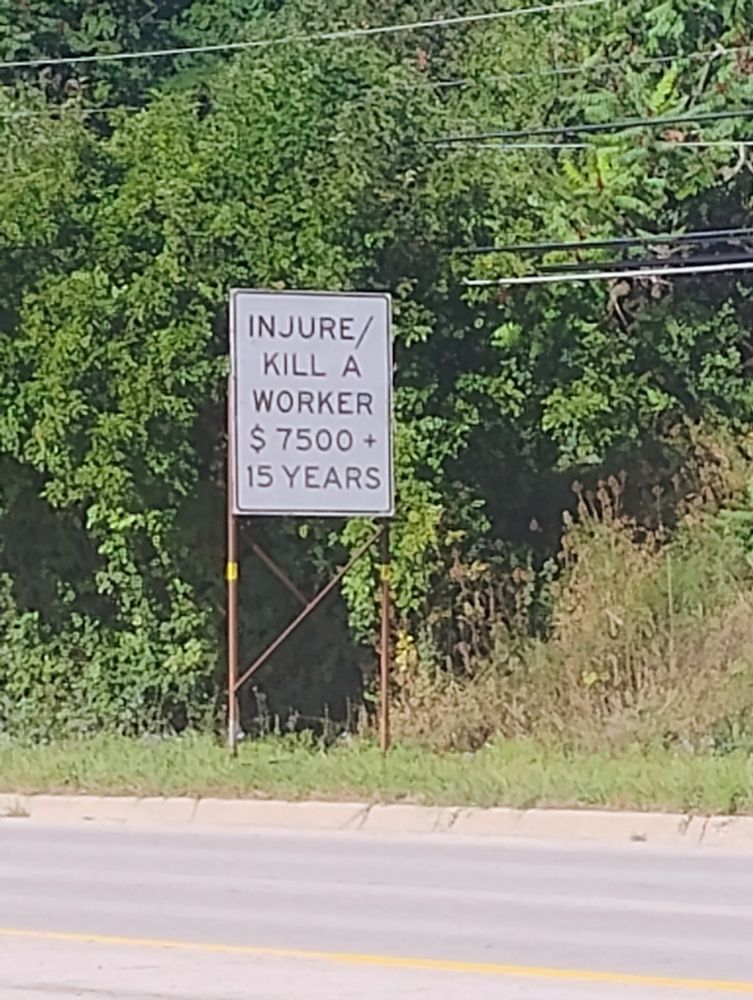 INJURE/
KILL A
WORKER
$ 7500 +
15 YEARS